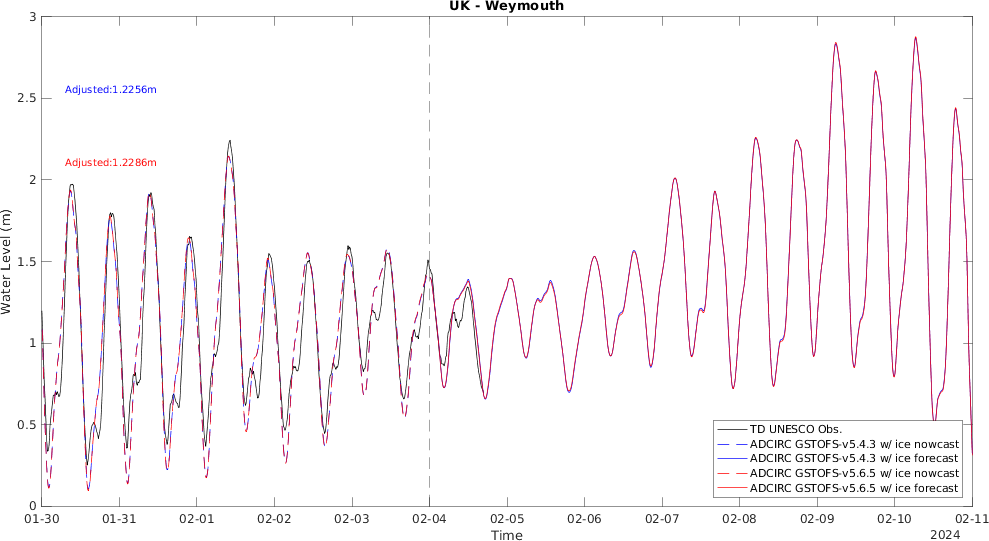 UK - Weymouth
3
2.5
2
1.5
1
0.5
0
Water Level (m)
Adjusted:1.2256m
Adjusted:1.2286m
TD UNESCO Obs.
ADCIRC GSTOFS-v5.4.3 w/ ice nowcast
ADCIRC GSTOFS-v5.4.3 w/ ice forecast
ADCIRC GSTOFS-v5.6.5 w/ ice nowcast
ADCIRC GSTOFS-v5.6.5 w/ ice forecast
01-30 01-31 02-01 02-02 02-03 02-04 02-05 02-06 02-07 02-08 02-09 02-10 02-11
Time
2024